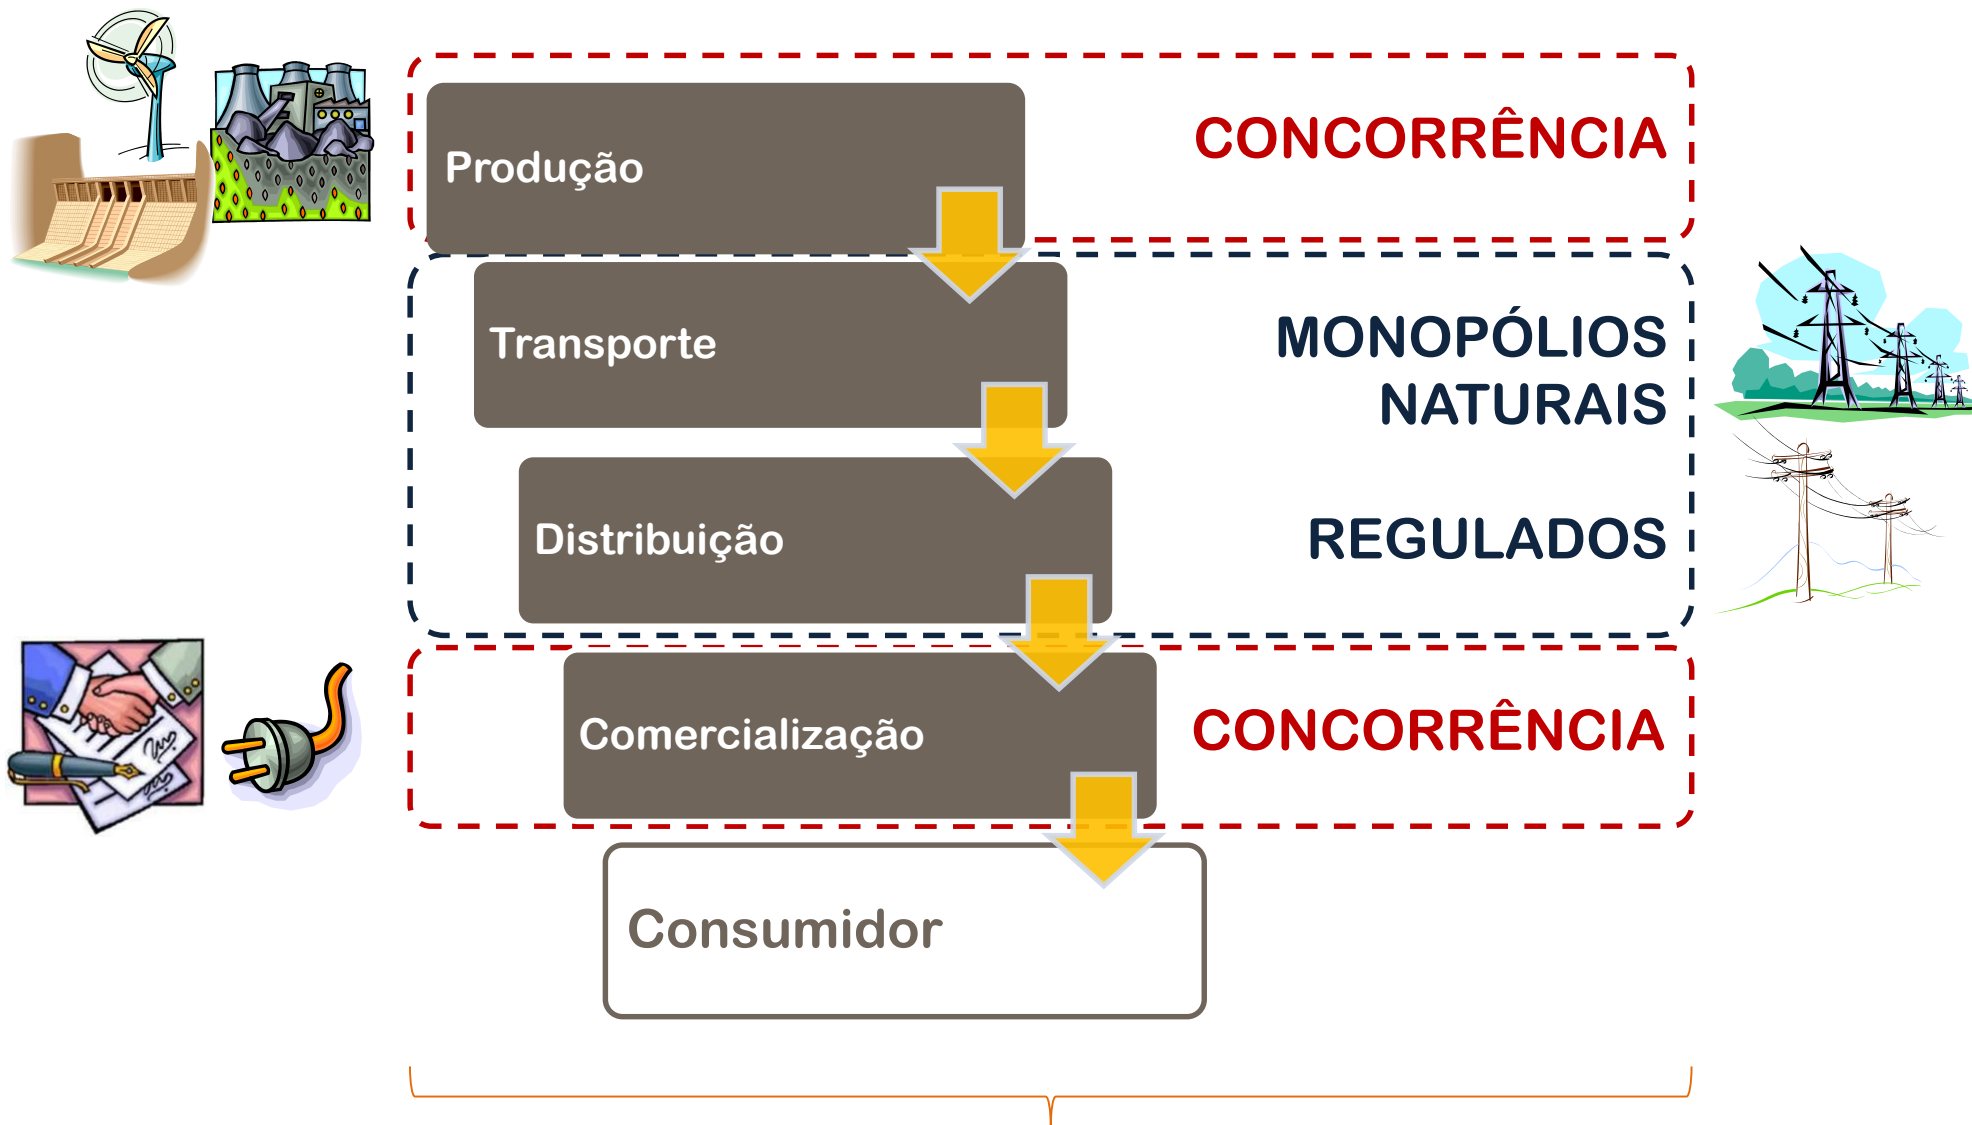 Produção
CONCORRÊNCIA
Transporte
MONOPÓLIOS
NATURAIS
Distribuição
REGULADOS
Comercialização
CONCORRÊNCIA
Consumidor